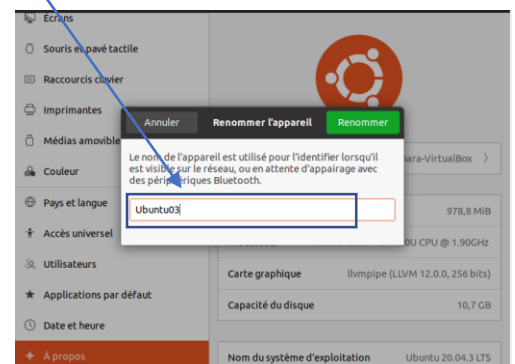 Écrans
Souris et pavé tactile
Raccourcis clavier
Imprimantes
Médias amovible
Couleur
Pays et langue
Accès universel
Utilisateurs
Applications par défaut
Date et heure
À propos
Annuler
Renommer l'appareil
Renommer
Le nom de l'appareil est utilisé pour l'identifier lorsqu'il
est visible sur le réseau, ou en attente d'appairage avec
des périphériques Bluetooth.
Ubuntu03
ara-VirtualBox
978,8 MiB
0U CPU @ 1.90GHz
Carte graphique
llvmpipe (LLVM 12.0.0, 256 bits)
Capacité du disque
10,7 GB
Nom du système d'exploitation
Ubuntu 20.04.3 LTS